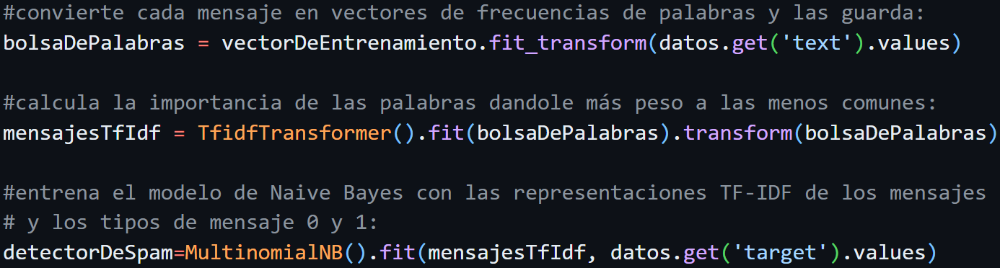 #convierte cada mensaje en vectores de frecuencias de palabras y las guarda:
bolsaDePalabras = vectorDeEntrenamiento.fit_transform(datos.get('text').values)
#calcula la importancia de las palabras dandole más peso a las menos comunes:
mensajesTfIdf = TfidfTransformer().fit(bolsaDePalabras).transform(bolsaDePalabras)
#entrena el modelo de Naive Bayes con las representaciones TF-IDF de los mensajes
# y los tipos de mensaje 0 y 1:
detectorDeSpam=MultinomialNB().fit(mensajesTfIdf, datos.get('target').values)